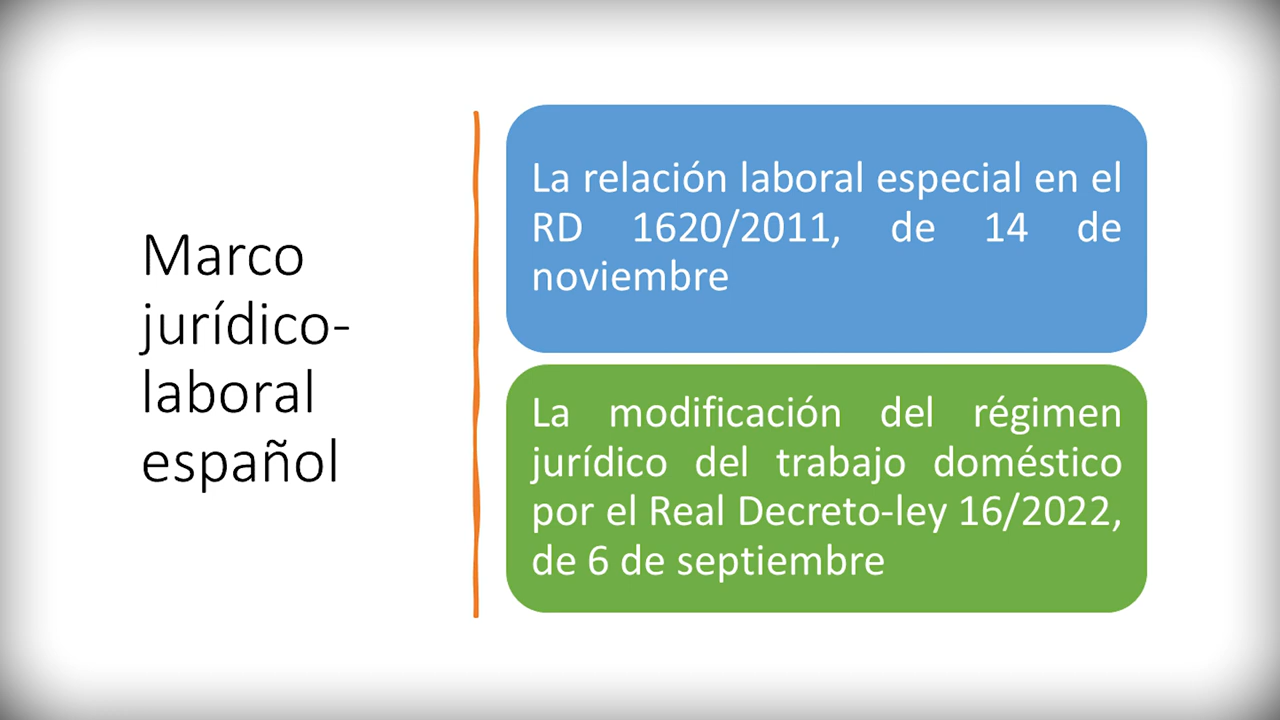 Marco
jurídico-
laboral
español
La relación laboral especial en el
RD 1620/2011, de 14 de
noviembre
La modificación del régimen
jurídico del trabajo doméstico
por el Real Decreto-ley 16/2022,
de 6 de septiembre